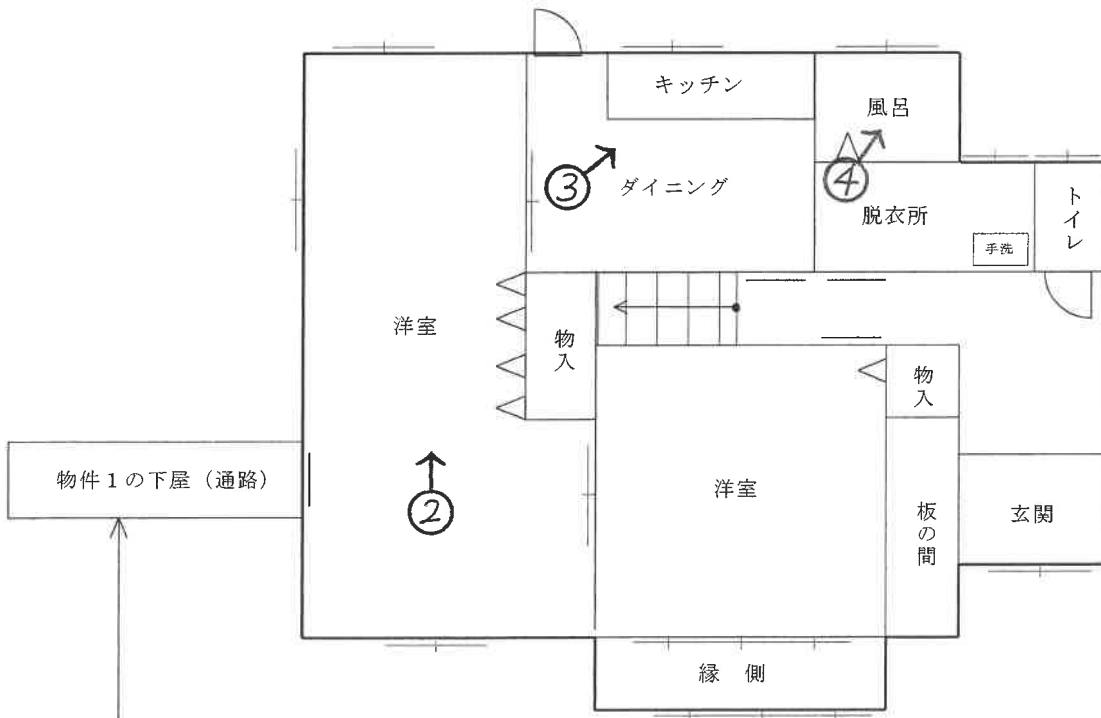 キッチン
風呂
③
ダイニング
④
脱衣所
手洗
トイレ
洋室
物入
物入
物件1の下屋（通路）
②
洋室
板の間
玄関
縁 側